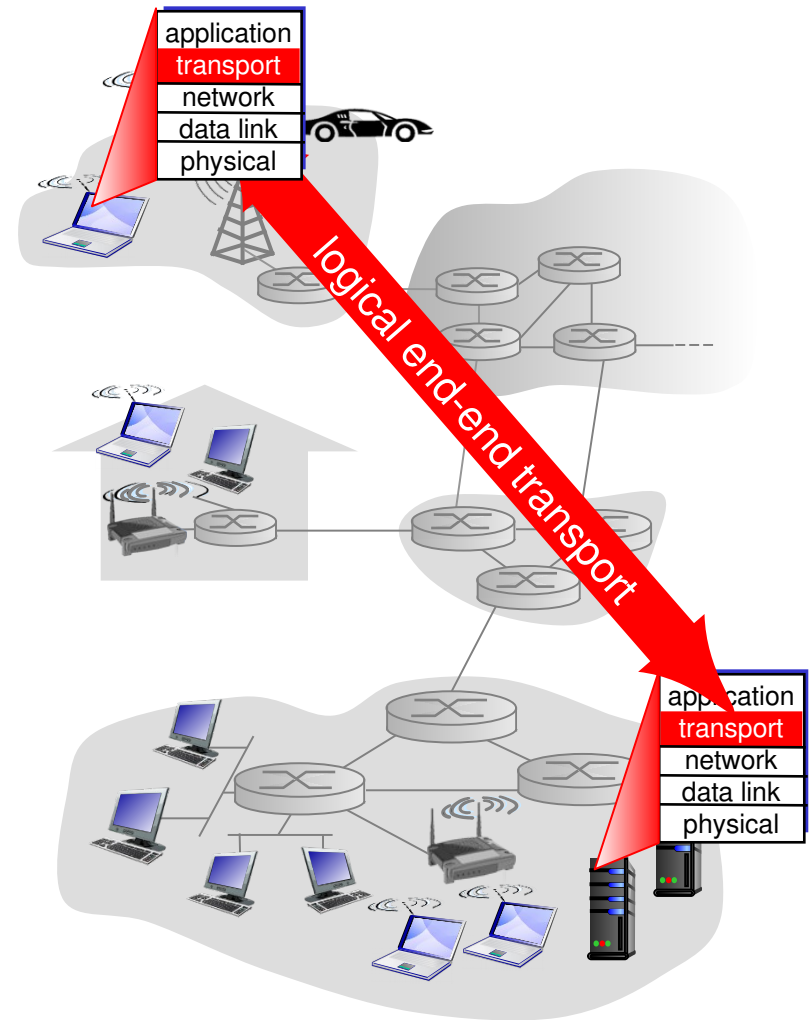 application
transport
network
data link
physical
logical end-end transport
application
transport
network
data link
physical